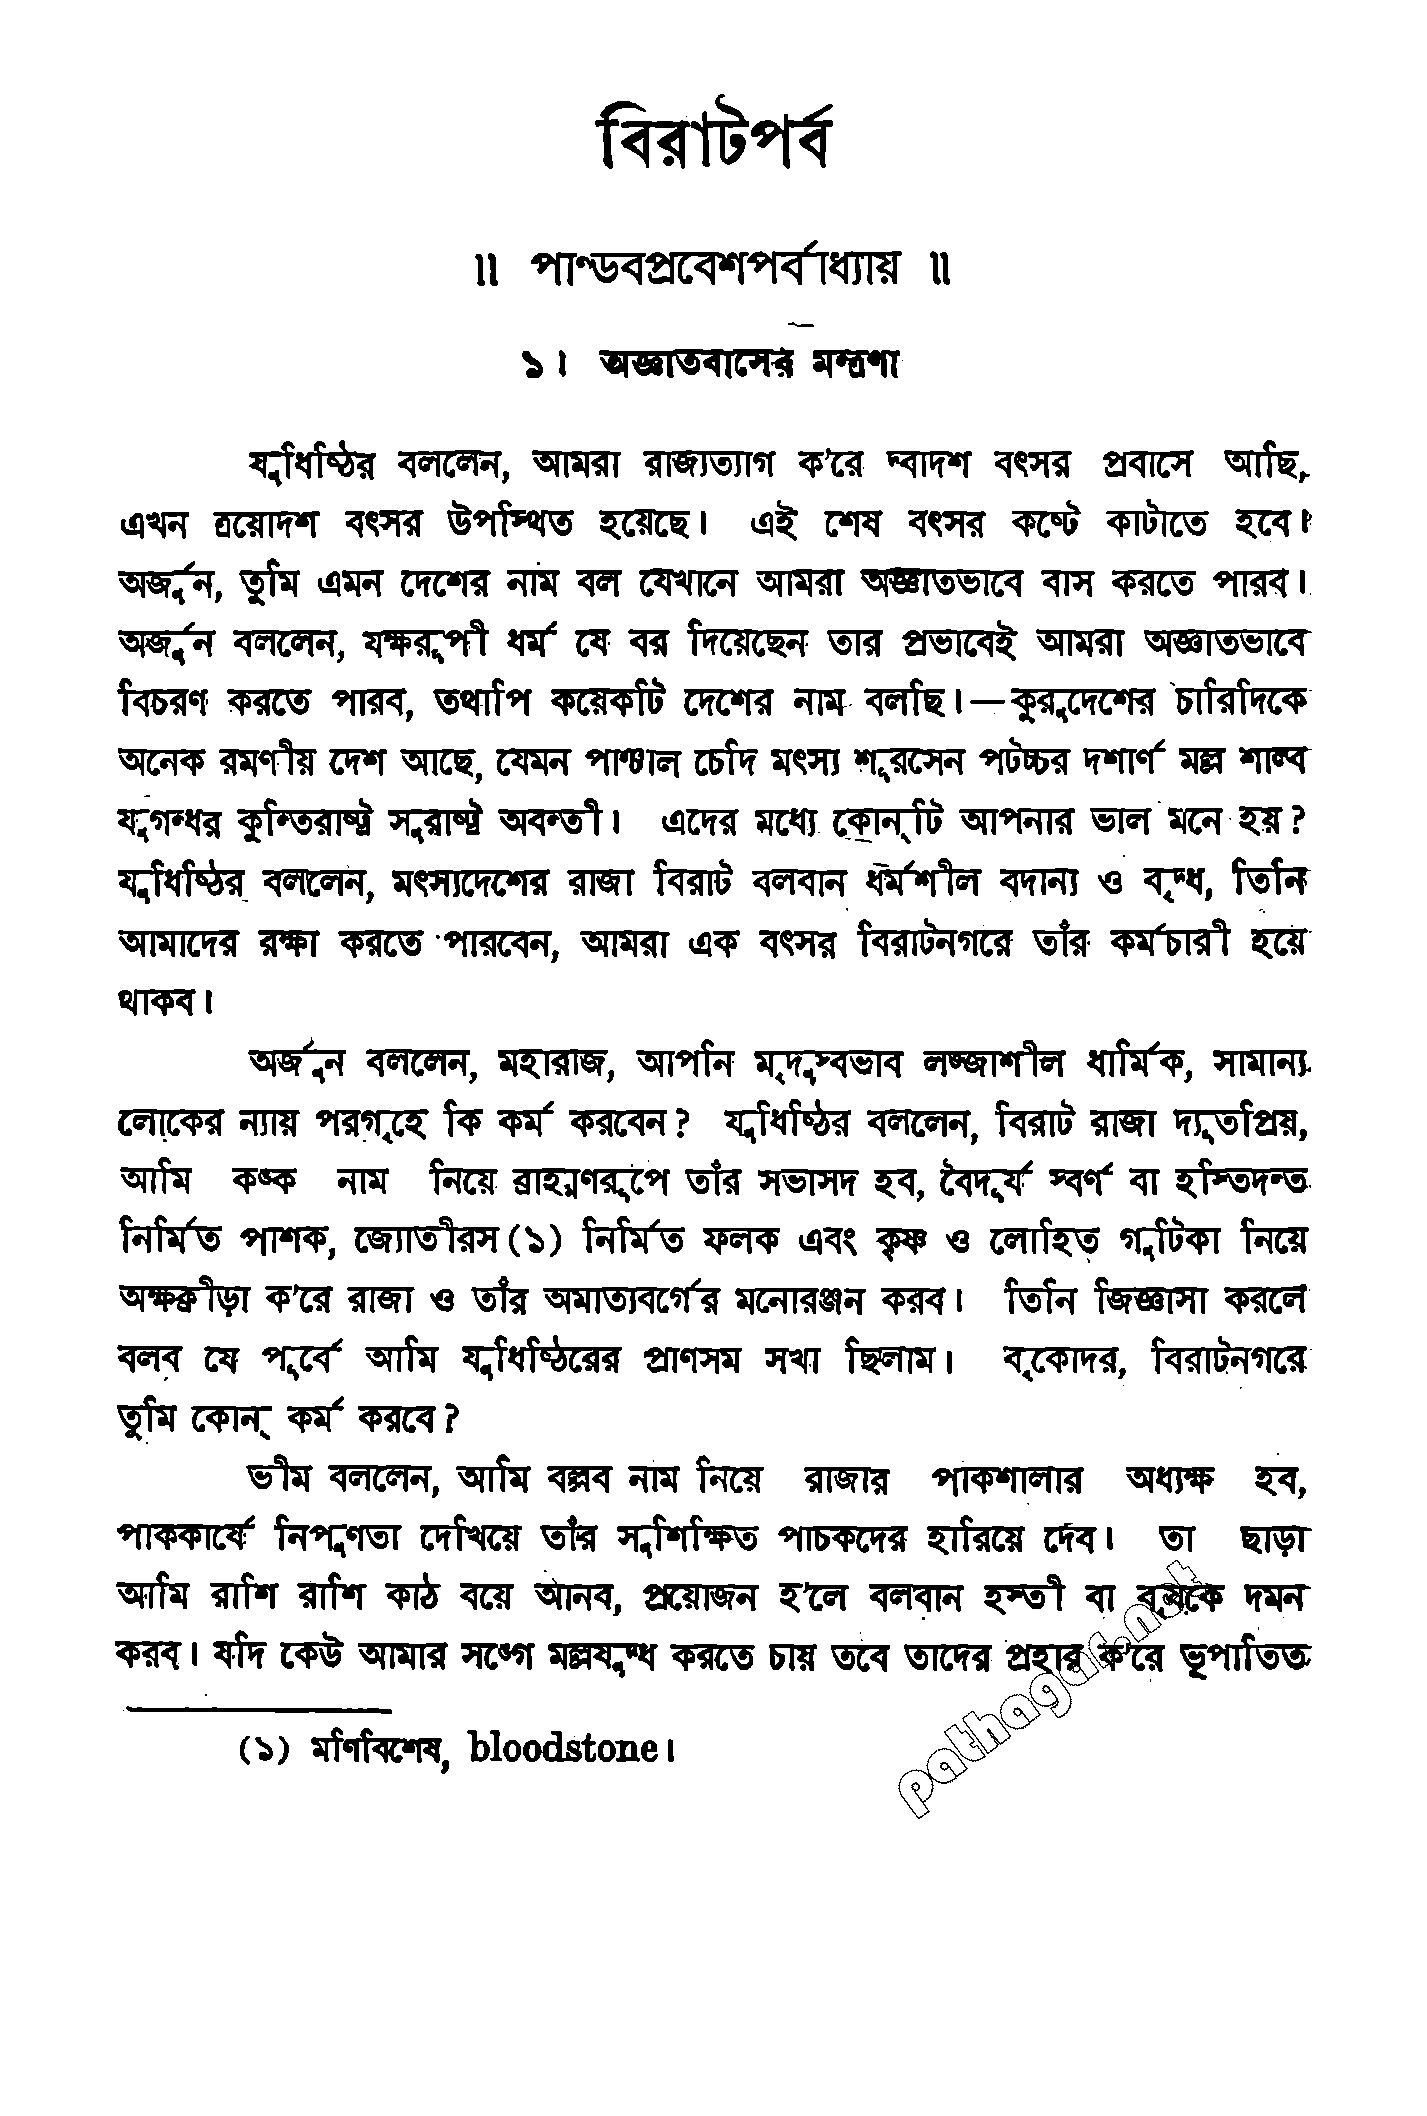 বিরাটপর্ব
॥ পাণ্ডবপ্রবেশপর্বাধ্যায় ॥
১। অজ্ঞাতবাসের মন্ত্রণা
যুধিষ্ঠির বললেন, আমরা রাজ্যত্যাগ ক'রে দ্বাদশ বৎসর প্রবাসে আছি,
এখন ত্রয়োদশ বৎসর উপস্থিত হয়েছে। এই শেষ বৎসর কষ্টে কাটাতে হবে।
অর্জুন, তুমি এমন দেশের নাম বল যেখানে আমরা অজ্ঞাতভাবে বাস করতে পারব।
অর্জুন বললেন, যক্ষরূপী ধর্ম যে বর দিয়েছেন তার প্রভাবেই আমরা অজ্ঞাতভাবে
বিচরণ করতে পারব, তথাপি কয়েকটি দেশের নাম বলছি।—কুরুদেশের চারিদিকে
অনেক রমণীয় দেশ আছে, যেমন পাঞ্চাল চেদি মৎস্য শূরসেন পটচ্চর দশার্ণ মল্ল শাল্ব
যুগন্ধর কুন্তিরাষ্ট্র সুরাষ্ট্র অবন্তী। এদের মধ্যে কোন্‌টি আপনার ভাল মনে হয়?
যুধিষ্ঠির বললেন, মৎস্যদেশের রাজা বিরাট বলবান ধর্মশীল বদান্য ও বৃদ্ধ, তিনি
আমাদের রক্ষা করতে পারবেন, আমরা এক বৎসর বিরাটনগরে তাঁর কর্মচারী হয়ে
থাকব।
অর্জুন বললেন, মহারাজ, আপনি মৃদুস্বভাব লজ্জাশীল ধার্মিক, সামান্য
লোকের ন্যায় পরগৃহে কি কর্ম করবেন? যুধিষ্ঠির বললেন, বিরাট রাজা দ্যূতপ্রিয়,
আমি কঙ্ক নাম নিয়ে ব্রাহ্মণরূপে তাঁর সভাসদ হব, বৈদূর্য স্বর্ণ বা হস্তিদন্ত
নির্মিত পাশক, জ্যোতীরস(১) নির্মিত ফলক এবং কৃষ্ণ ও লোহিত গুটিকা নিয়ে
অক্ষক্রীড়া ক'রে রাজা ও তাঁর অমাত্যবর্গের মনোরঞ্জন করব। তিনি জিজ্ঞাসা করলে
বলব যে পূর্বে আমি যুধিষ্ঠিরের প্রাণসম সখা ছিলাম। বৃকোদর, বিরাটনগরে
তুমি কোন্ কর্ম করবে?
ভীম বললেন, আমি বল্লব নাম নিয়ে রাজার পাকশালার অধ্যক্ষ হব,
পাককার্যে নিপুণতা দেখিয়ে তাঁর সুশিক্ষিত পাচকদের হারিয়ে দেব। তা ছাড়া
আমি রাশি রাশি কাঠ বয়ে আনব, প্রয়োজন হ'লে বলবান হস্তী বা বৃষকে দমন
করব। যদি কেউ আমার সঙ্গে মল্লযুদ্ধ করতে চায় তবে তাদের প্রহার ক'রে ভূপাতিত
(১) মণিবিশেষ, bloodstone।
pathagar.net